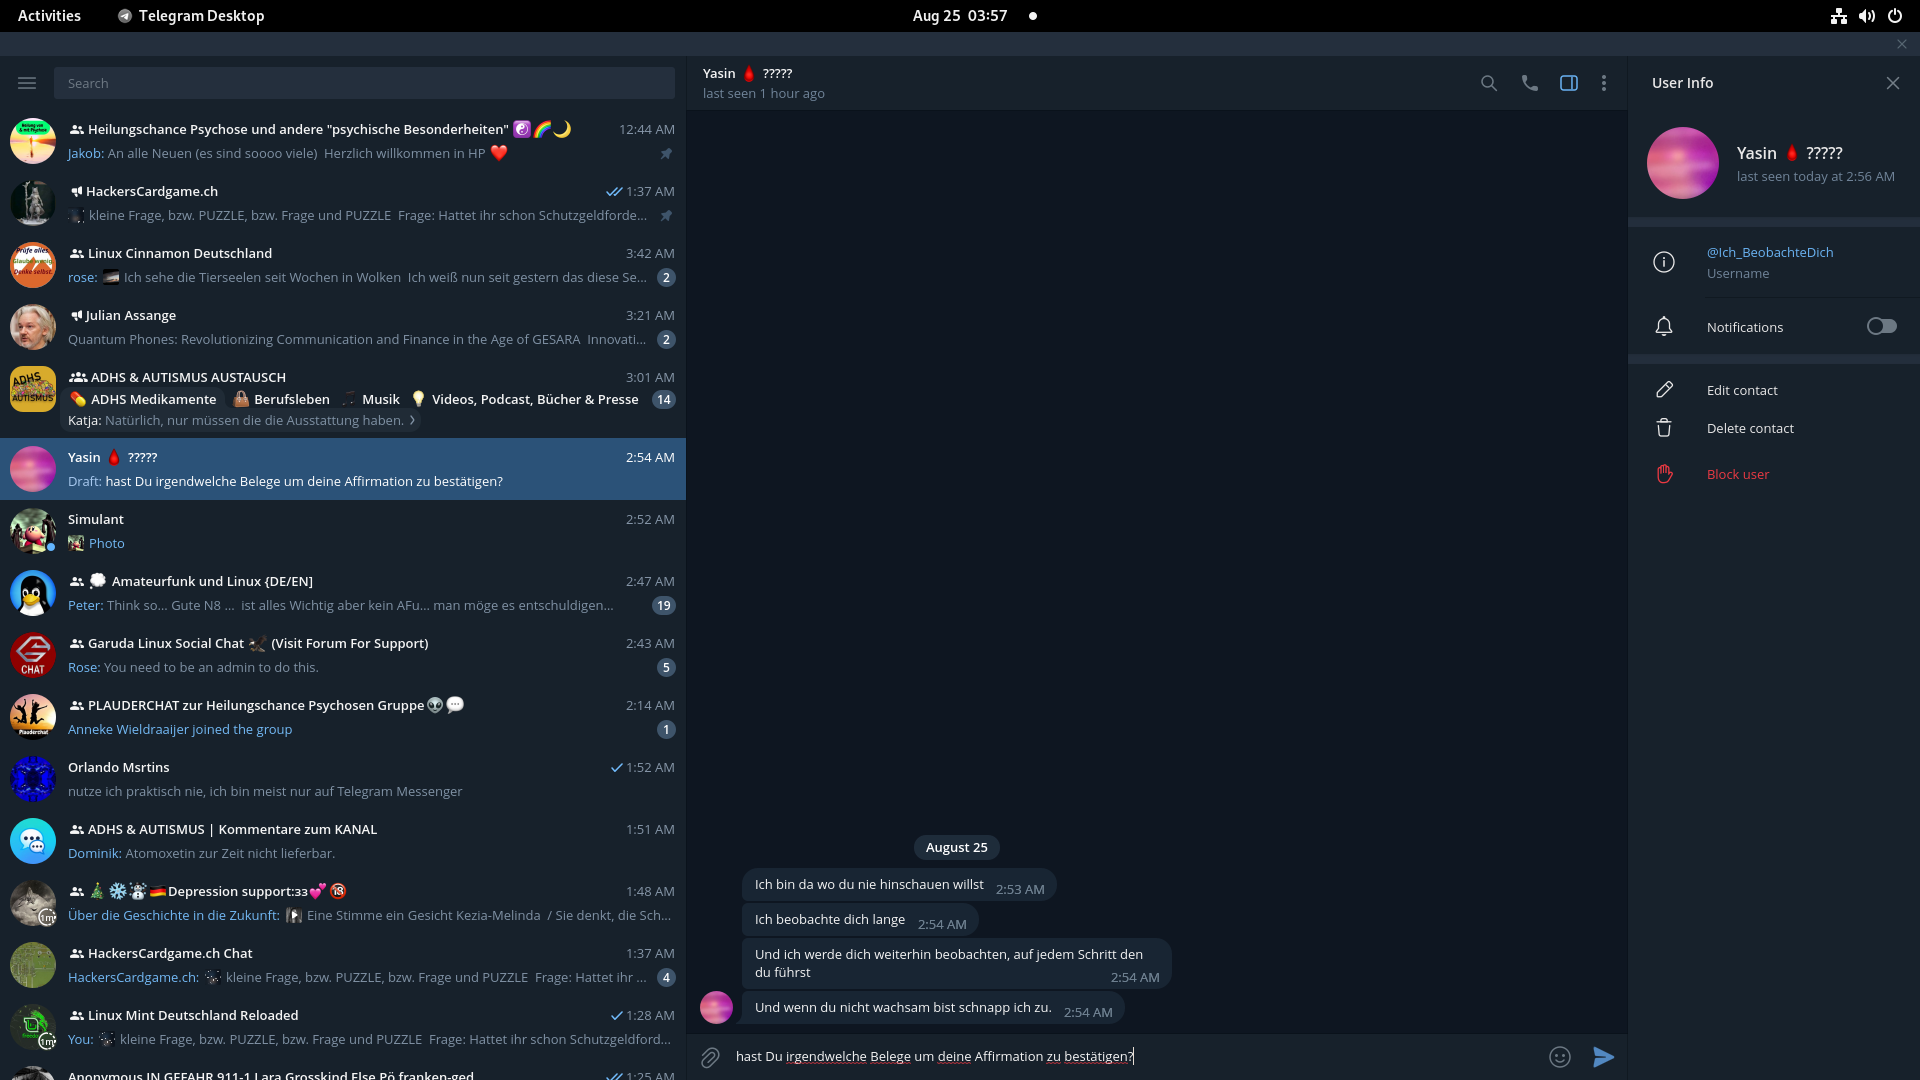 Activities
Telegram Desktop
Aug 25 03:57
Search
Heilungschance Psychose und andere "psychische Besonderheiten" ☯️🌈🌙 12:44 AM
Jakob: An alle Neuen (es sind soooo viele) Herzlich willkommen in HP ❤️
HackersCardgame.ch 1:37 AM
kleine Frage, bzw. PUZZLE, bzw. Frage und PUZZLE Frage: Hattet ihr schon Schutzgeldforde...
Linux Cinnamon Deutschland 3:42 AM
rose: Ich sehe die Tierseelen seit Wochen in Wolken Ich weiß nun seit gestern das diese Se... 2
Julian Assange 3:21 AM
Quantum Phones: Revolutionizing Communication and Finance in the Age of GESARA Innovati... 2
ADHS & AUTISMUS AUSTAUSCH 3:01 AM
ADHS
AUTISMUS
💊 ADHS Medikamente 👜 Berufsleben Musik 💡 Videos, Podcast, Bücher & Presse 14
Katja: Natürlich, nur müssen die die Ausstattung haben.
Yasin 🩸 ????? 2:54 AM
Draft: hast Du irgendwelche Belege um deine Affirmation zu bestätigen?
Simulant 2:52 AM
Photo
💭 Amateurfunk und Linux {DE/EN] 2:47 AM
Peter: Think so... Gute N8 ... ist alles Wichtig aber kein AFu... man möge es entschuldigen... 19
Garuda Linux Social Chat 🦅 (Visit Forum For Support) 2:43 AM
CHAT
Rose: You need to be an admin to do this. 5
PLAUDERCHAT zur Heilungschance Psychosen Gruppe 👽💬 2:14 AM
Plauderchat
Anneke Wieldraaijer joined the group 1
Orlando Msrtins 1:52 AM
nutze ich praktisch nie, ich bin meist nur auf Telegram Messenger
ADHS & AUTISMUS | Kommentare zum KANAL 1:51 AM
Dominik: Atomoxetin zur Zeit nicht lieferbar.
🎄❄️☃️🇩🇪Depression support:ɜɜ💕🔞 1:48 AM
1m
Über die Geschichte in die Zukunft: Eine Stimme ein Gesicht Kezia-Melinda / Sie denkt, die Sch...
HackersCardgame.ch Chat 1:37 AM
HackersCardgame.ch: kleine Frage, bzw. PUZZLE, bzw. Frage und PUZZLE Frage: Hattet ihr ... 4
Linux Mint Deutschland Reloaded 1:28 AM
1m
You: kleine Frage, bzw. PUZZLE, bzw. Frage und PUZZLE Frage: Hattet ihr schon Schutzgeldford...
Anonymous IN GEFAHR 911-1 Lara Grosskind Else Pö franken-ged 1:25 AM
Yasin 🩸 ?????
last seen 1 hour ago
August 25
Ich bin da wo du nie hinschauen willst 2:53 AM
Ich beobachte dich lange 2:54 AM
Und ich werde dich weiterhin beobachten, auf jedem Schritt den
du führst 2:54 AM
Und wenn du nicht wachsam bist schnapp ich zu. 2:54 AM
hast Du irgendwelche Belege um deine Affirmation zu bestätigen?
User Info
Yasin 🩸 ?????
last seen today at 2:56 AM
@Ich_BeobachteDich
Username
Notifications
Edit contact
Delete contact
Block user